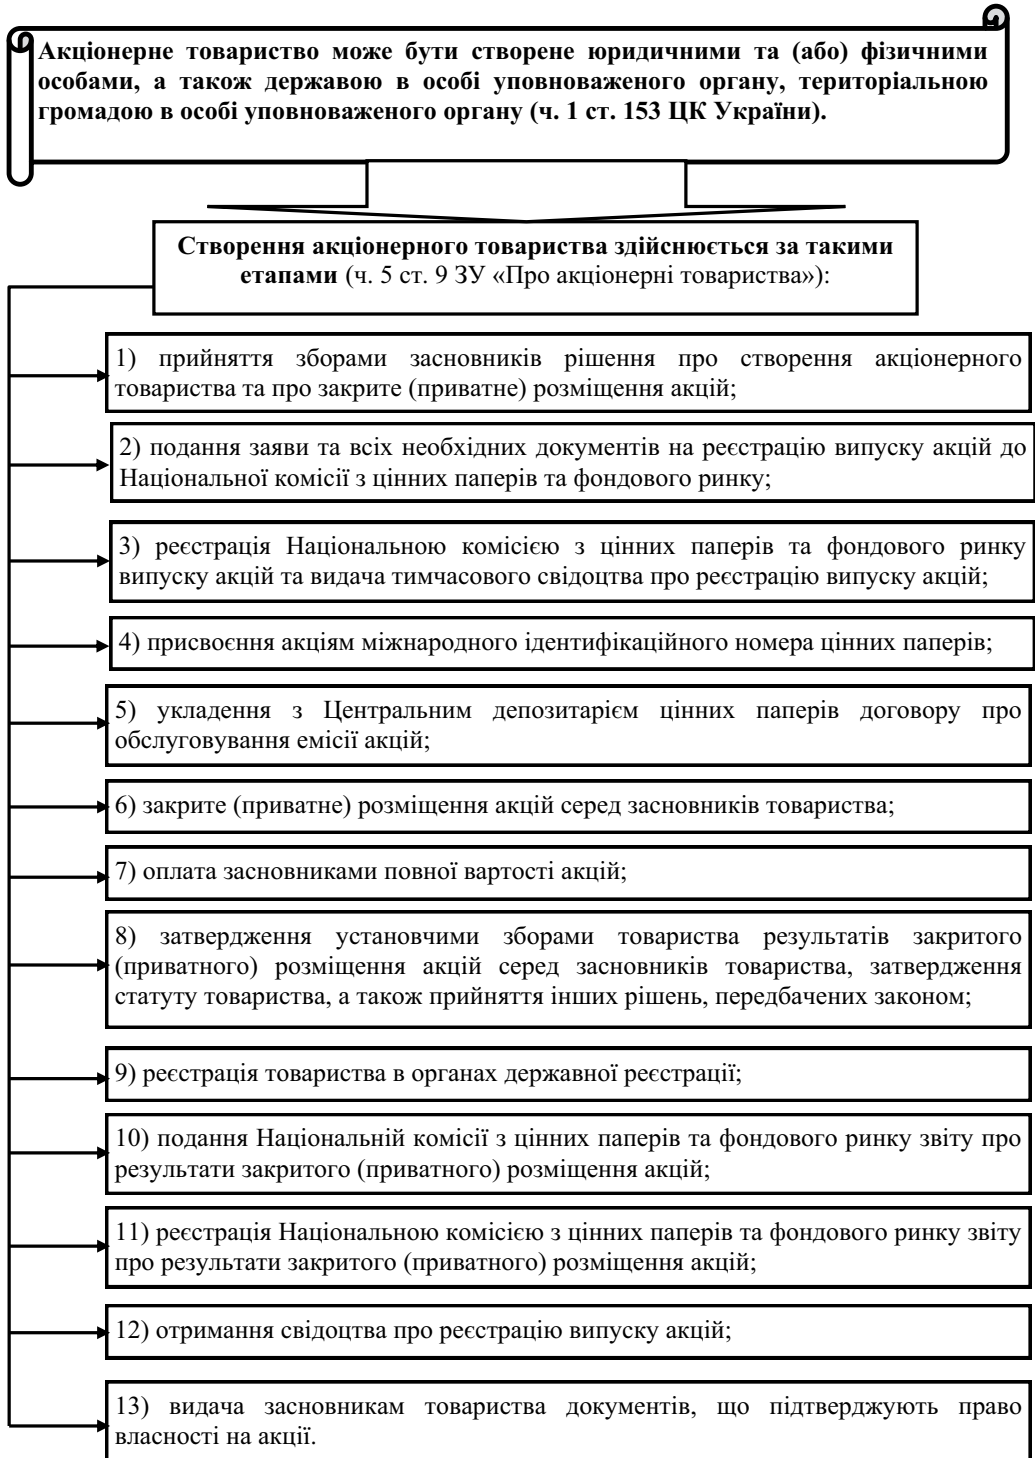 Акціонерне товариство може бути створене юридичними та (або) фізичними
особами, а також державою в особі уповноваженого органу, територіальною
громадою в особі уповноваженого органу (ч. 1 ст. 153 ЦК України).
Створення акціонерного товариства здійснюється за такими
етапами (ч. 5 ст. 9 ЗУ «Про акціонерні товариства»):
1) прийняття зборами засновників рішення про створення акціонерного
товариства та про закрите (приватне) розміщення акцій;
2) подання заяви та всіх необхідних документів на реєстрацію випуску акцій до
Національної комісії з цінних паперів та фондового ринку;
3) реєстрація Національною комісією з цінних паперів та фондового ринку
випуску акцій та видача тимчасового свідоцтва про реєстрацію випуску акцій;
4) присвоєння акціям міжнародного ідентифікаційного номера цінних паперів;
5) укладення з Центральним депозитарієм цінних паперів договору про
обслуговування емісії акцій;
6) закрите (приватне) розміщення акцій серед засновників товариства;
7) оплата засновниками повної вартості акцій;
8) затвердження установчими зборами товариства результатів закритого
(приватного) розміщення акцій серед засновників товариства, затвердження
статуту товариства, а також прийняття інших рішень, передбачених законом;
9) реєстрація товариства в органах державної реєстрації;
10) подання Національній комісії з цінних паперів та фондового ринку звіту про
результати закритого (приватного) розміщення акцій;
11) реєстрація Національною комісією з цінних паперів та фондового ринку звіту
про результати закритого (приватного) розміщення акцій;
12) отримання свідоцтва про реєстрацію випуску акцій;
13) видача засновникам товариства документів, що підтверджують право
власності на акції.